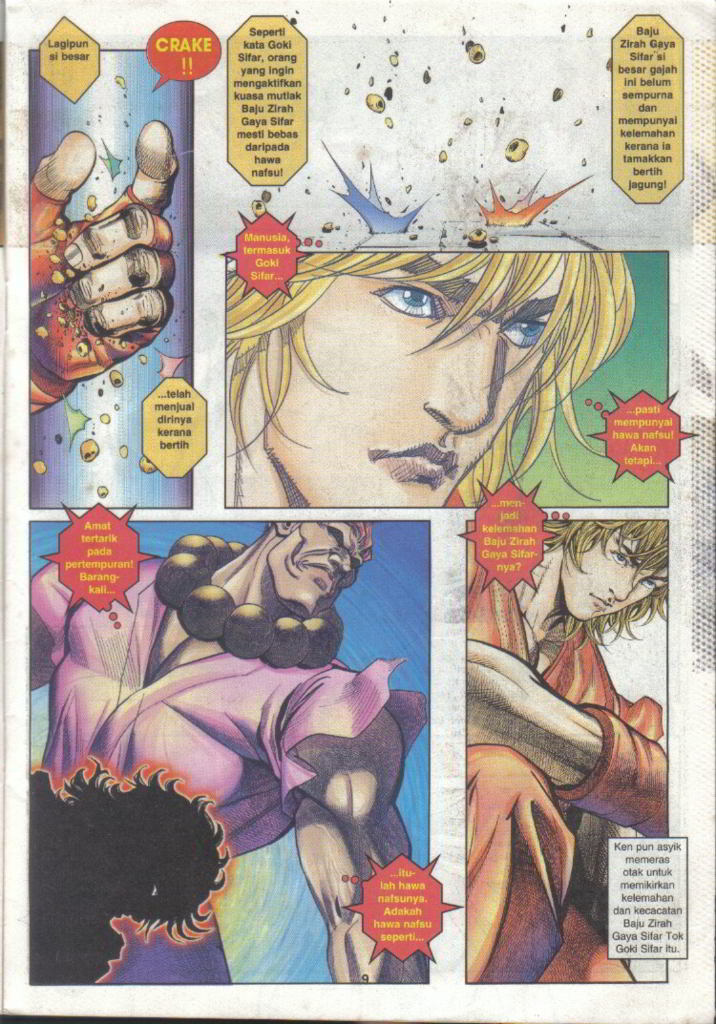 Lagipun
si besar
CRAKE
!!
Seperti
kata Goki
Sifar, orang
yang ingin
mengaktifkan
kuasa mutlak
Baju Zirah
Gaya Sifar
mesti bebas
daripada
hawa
nafsu!
Baju
Zirah Gaya
Sifar si
besar gajah
ini belum
sempurna
dan
mempunyai
kelemahan
kerana ia
tamakkan
bertih
jagung!
...telah
menjual
dirinya
kerana
bertih
Manusia,
termasuk
Goki
Sifar...
...pasti
mempunyai
hawa nafsu!
Akan
tetapi...
Amat
tertarik
pada
pertempuran!
Barang-
kali...
...itu-
lah hawa
nafsunya.
Adakah
hawa nafsu
seperti...
...men-
jadi
kelemahan
Baju Zirah
Gaya Sifar-
nya?
Ken pun asyik
memeras
otak untuk
memikirkan
kelemahan
dan kecacatan
Baju Zirah
Gaya Sifar Tok
Goki Sifar itu.
9